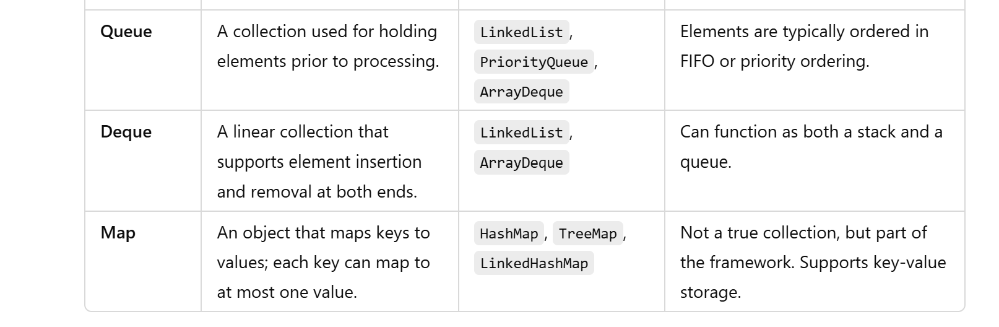 Queue
A collection used for holding
elements prior to processing.
LinkedList,
PriorityQueue,
ArrayDeque
Elements are typically ordered in
FIFO or priority ordering.
Deque
A linear collection that
supports element insertion
and removal at both ends.
LinkedList,
ArrayDeque
Can function as both a stack and a
queue.
Map
An object that maps keys to
values; each key can map to
at most one value.
HashMap, TreeMap,
LinkedHashMap
Not a true collection, but part of
the framework. Supports key-value
storage.